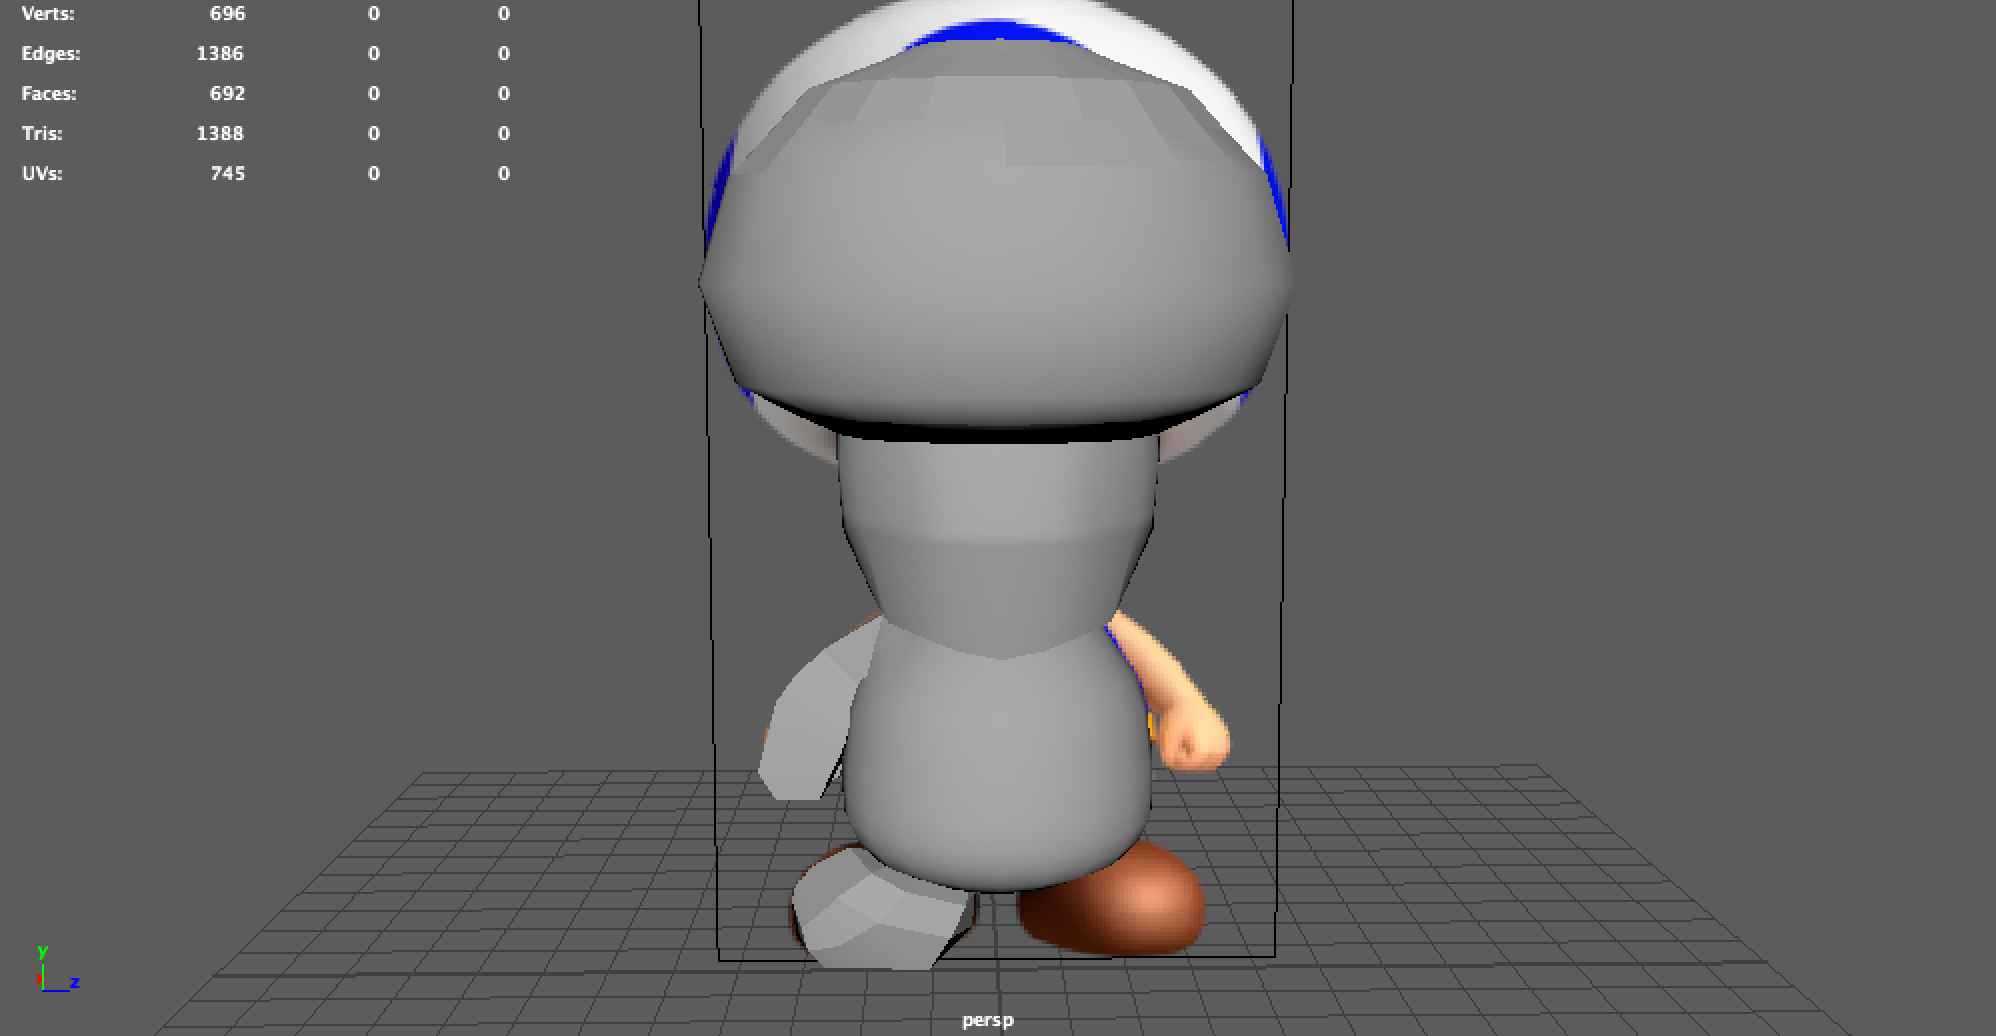 Verts: 696 0 0
Edges: 1386 0 0
Faces: 692 0 0
Tris: 1388 0 0
UVs: 745 0 0
y
x z
persp